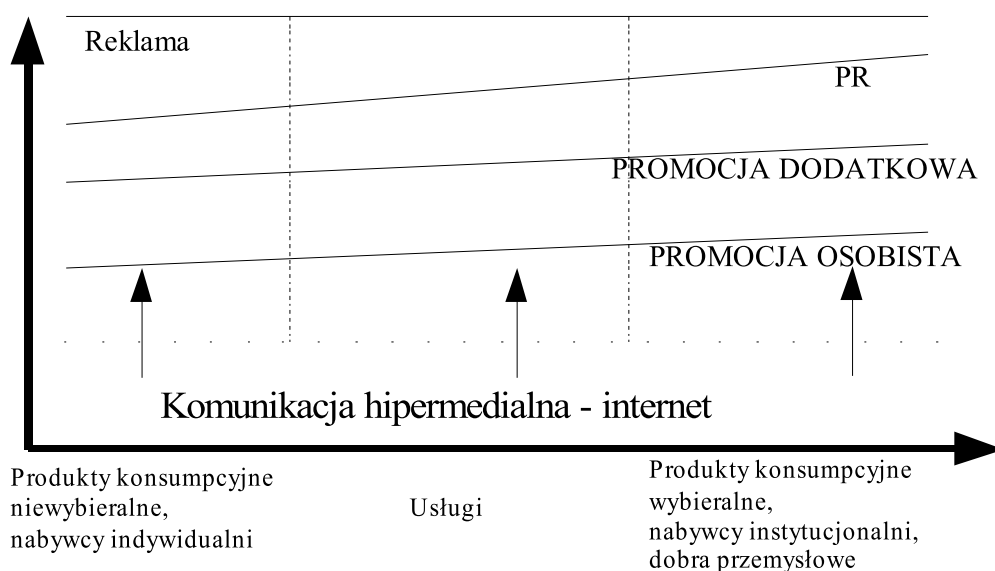 Reklama
PR
PROMOCJA DODATKOWA
PROMOCJA OSOBISTA
Komunikacja hipermedialna - internet
Produkty konsumpcyjne
niewybieralne,
nabywcy indywidualni
Usługi
Produkty konsumpcyjne
wybieralne,
nabywcy instytucjonalni,
dobra przemysłowe